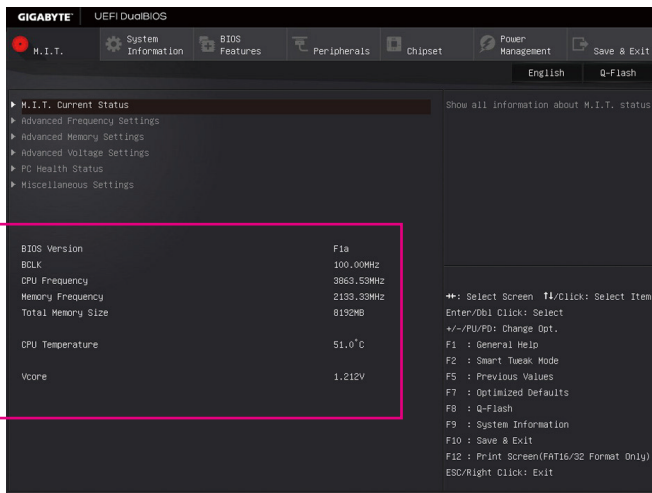 GIGABYTE™ UEFI DualBIOS
M.I.T. System Information BIOS Features Peripherals Chipset Power Management Save & Exit
English Q-Flash
M.I.T. Current Status
Advanced Frequency Settings
Advanced Memory Settings
Advanced Voltage Settings
PC Health Status
Miscellaneous Settings
Show all information about M.I.T. status
BIOS Version F1a
BCLK 100.00MHz
CPU Frequency 3863.53MHz
Memory Frequency 2133.33MHz
Total Memory Size 8192MB
CPU Temperature 51.0°C
Vcore 1.212V
→←: Select Screen ↑↓/Click: Select Item
Enter/Dbl Click: Select
+/-/PU/PD: Change Opt.
F1 : General Help
F2 : Smart Tweak Mode
F5 : Previous Values
F7 : Optimized Defaults
F8 : Q-Flash
F9 : System Information
F10 : Save & Exit
F12 : Print Screen(FAT16/32 Format Only)
ESC/Right Click: Exit